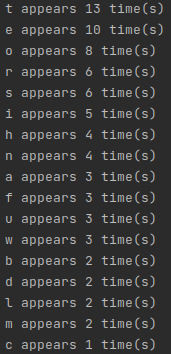 t appears 13 time(s)
e appears 10 time(s)
o appears 8 time(s)
r appears 6 time(s)
s appears 6 time(s)
i appears 5 time(s)
h appears 4 time(s)
n appears 4 time(s)
a appears 3 time(s)
f appears 3 time(s)
u appears 3 time(s)
w appears 3 time(s)
b appears 2 time(s)
d appears 2 time(s)
l appears 2 time(s)
m appears 2 time(s)
c appears 1 time(s)